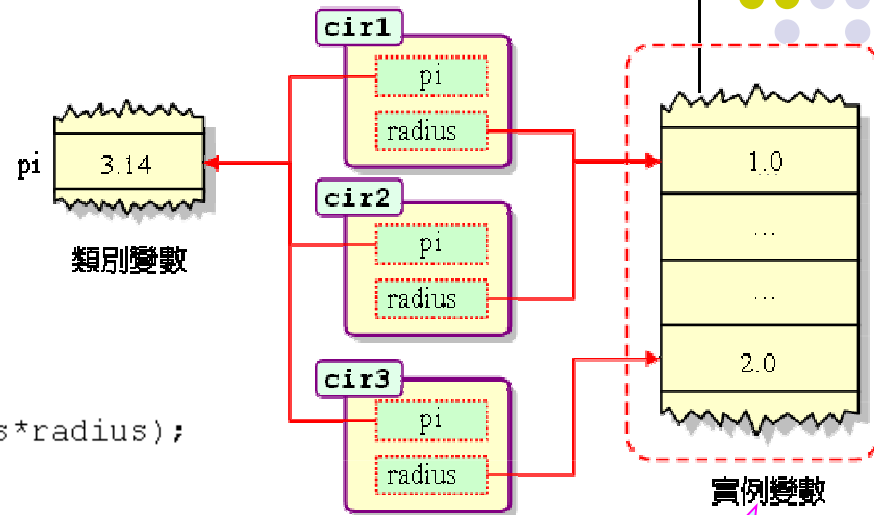 cir1
pi
radius
pi
3.14
類別變數
cir2
pi
radius
cir3
pi
radius
s*radius);
1.0
...
...
2.0
實例變數